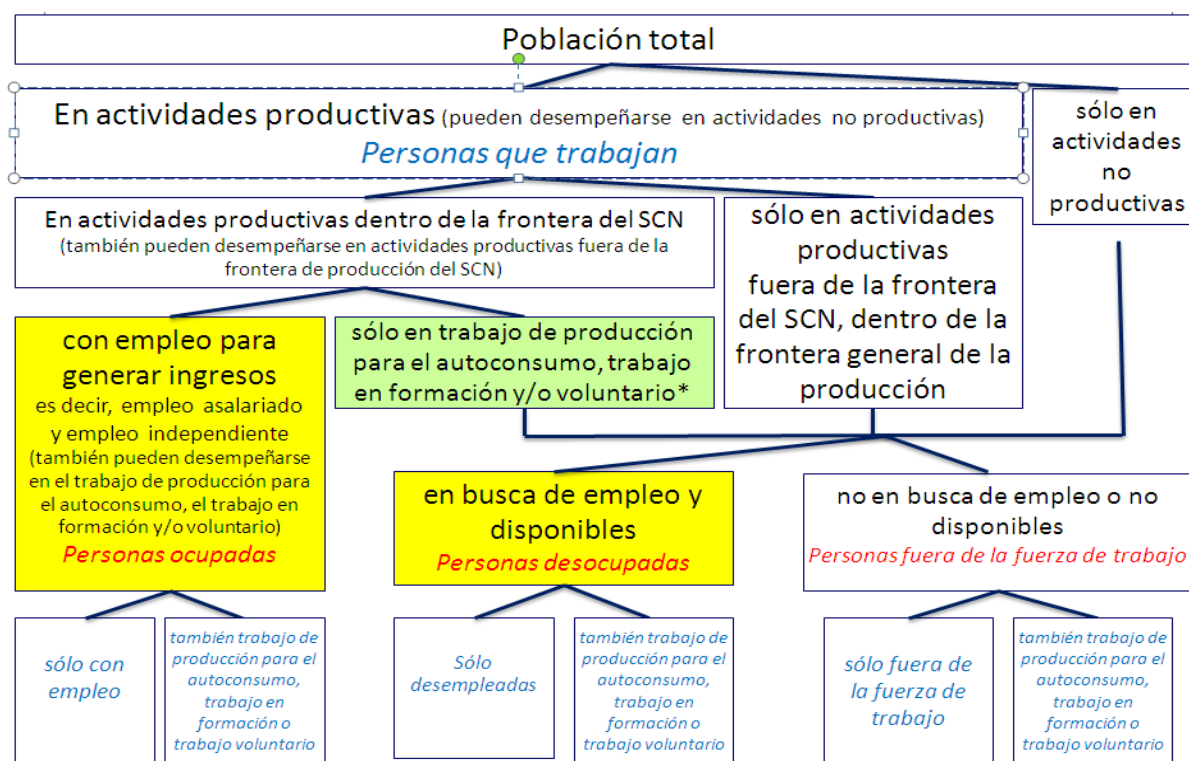 Población total
En actividades productivas (pueden desempeñarse en actividades no productivas)
Personas que trabajan
sólo en
actividades
no
productivas
En actividades productivas dentro de la frontera del SCN
(también pueden desempeñarse en actividades productivas fuera de la
frontera de producción del SCN)
sólo en actividades
productivas
fuera de la frontera
del SCN, dentro de la
frontera general de la
producción
con empleo para
generar ingresos
es decir, empleo asalariado
y empleo independiente
(también pueden desempeñarse
en el trabajo de producción para
el autoconsumo, el trabajo en
formación y/o voluntario)
Personas ocupadas
sólo en trabajo de producción
para el autoconsumo, trabajo
en formación y/o voluntario*
en busca de empleo y
disponibles
Personas desocupadas
no en busca de empleo o no
disponibles
Personas fuera de la fuerza de trabajo
sólo con
empleo
también trabajo de
producción para el
autoconsumo,
trabajo en
formación o
trabajo voluntario
Sólo
desempleadas
también trabajo de
producción para el
autoconsumo,
trabajo en
formación o
trabajo voluntario
sólo fuera de
la fuerza de
trabajo
también trabajo de
producción para el
autoconsumo,
trabajo en
formación o
trabajo voluntario